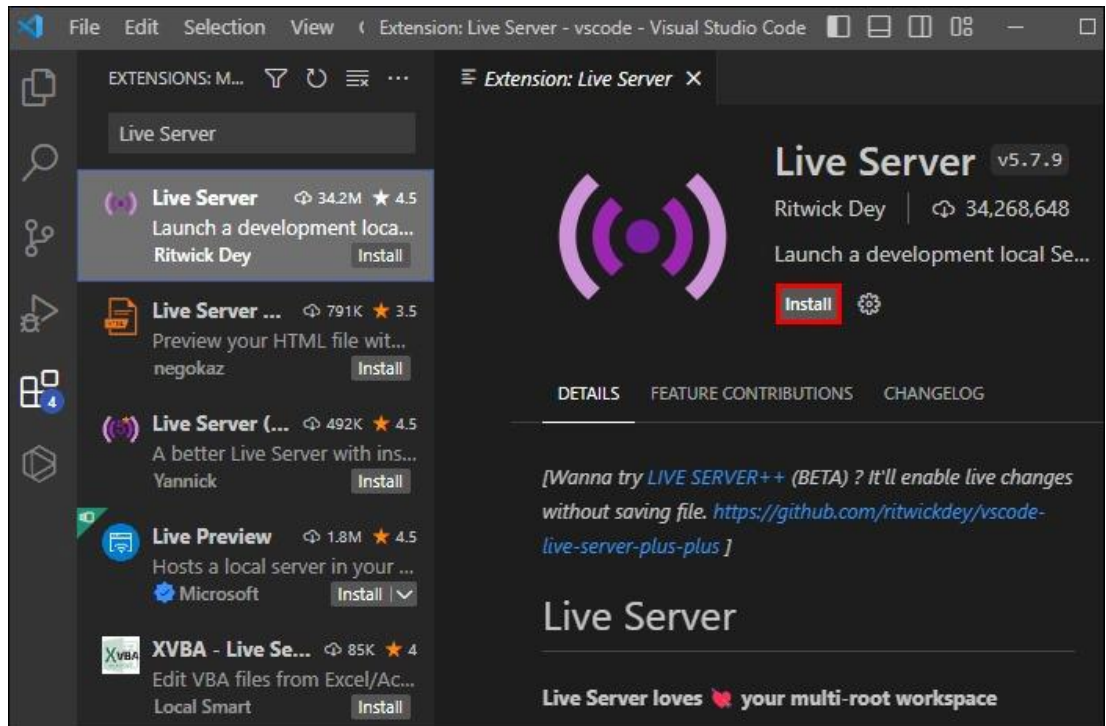 File Edit Selection View ( Extension: Live Server - vscode - Visual Studio Code
EXTENSIONS: M... ...
Extension: Live Server
Live Server
Live Server 34.2M ★ 4.5
Launch a development loca...
Ritwick Dey Install
Live Server ... 791K ★ 3.5
Preview your HTML file wit...
negokaz Install
Live Server (... 492K ★ 4.5
A better Live Server with ins...
Yannick Install
Live Preview 1.8M ★ 4.5
Hosts a local server in your ...
Microsoft Install
XVBA - Live Se... 85K ★ 4
Edit VBA files from Excel/Ac...
Local Smart Install
4
Live Server v5.7.9
Ritwick Dey 34,268,648
Launch a development local Se...
Install
DETAILS FEATURE CONTRIBUTIONS CHANGELOG
[Wanna try LIVE SERVER++ (BETA) ? It'll enable live changes
without saving file. https://github.com/ritwickdey/vscode-
live-server-plus-plus ]
Live Server
Live Server loves 💘 your multi-root workspace